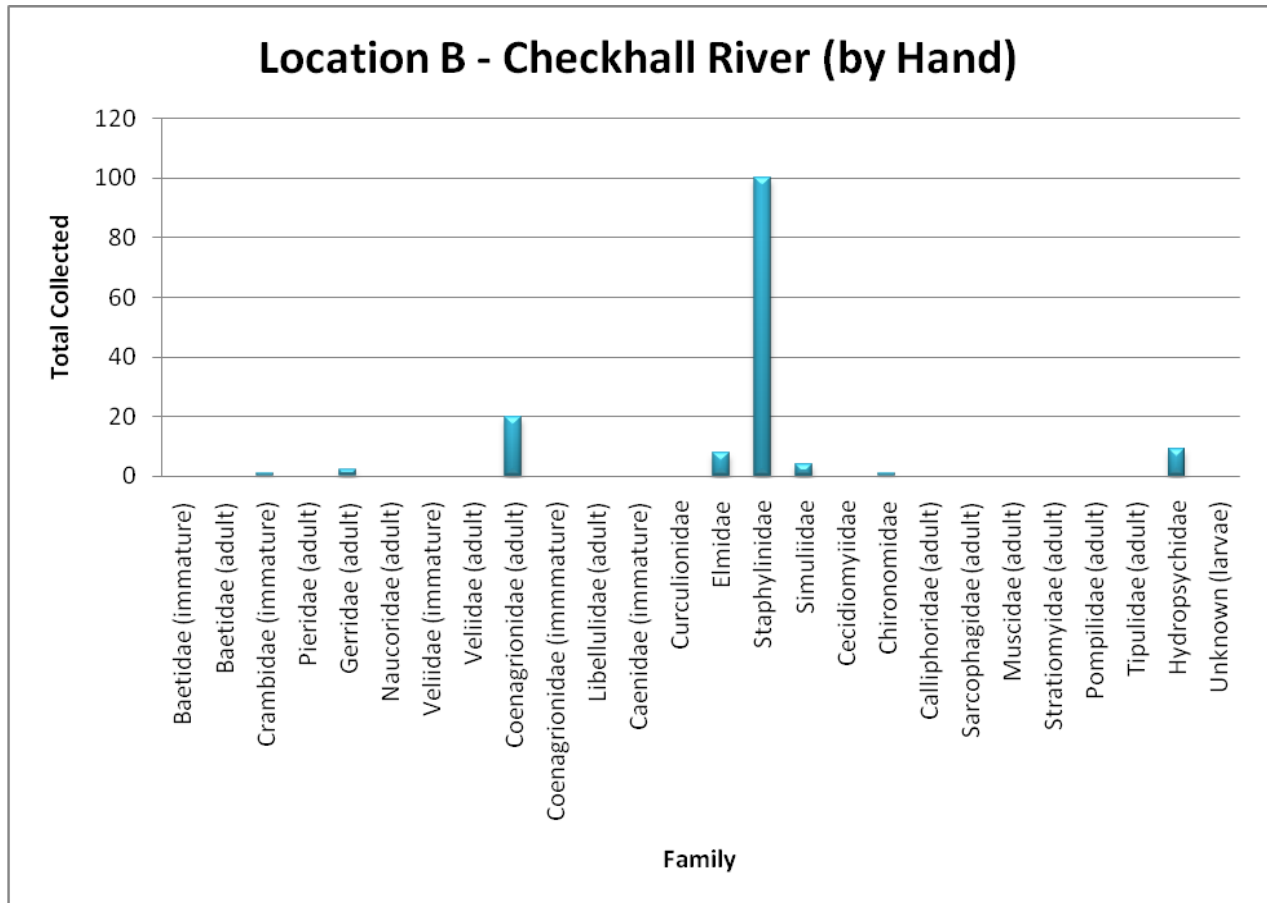 Location B - Checkhall River (by Hand)
Total Collected
120
100
80
60
40
20
0
Baetidae (immature)
Baetidae (adult)
Crambidae (immature)
Pieridae (adult)
Gerridae (adult)
Naucoridae (adult)
Veliidae (immature)
Veliidae (adult)
Coenagrionidae (adult)
Coenagrionidae (immmature)
Libellulidae (adult)
Caenidae (immature)
Curculionidae
Elmidae
Staphylinidae
Simuliidae
Cecidiomyiidae
Chironomidae
Calliphoridae (adult)
Sarcophagidae (adult)
Muscidae (adult)
Stratiomyidae (adult)
Pompilidae (adult)
Tipulidae (adult)
Hydropsychidae
Unknown (larvae)
Family